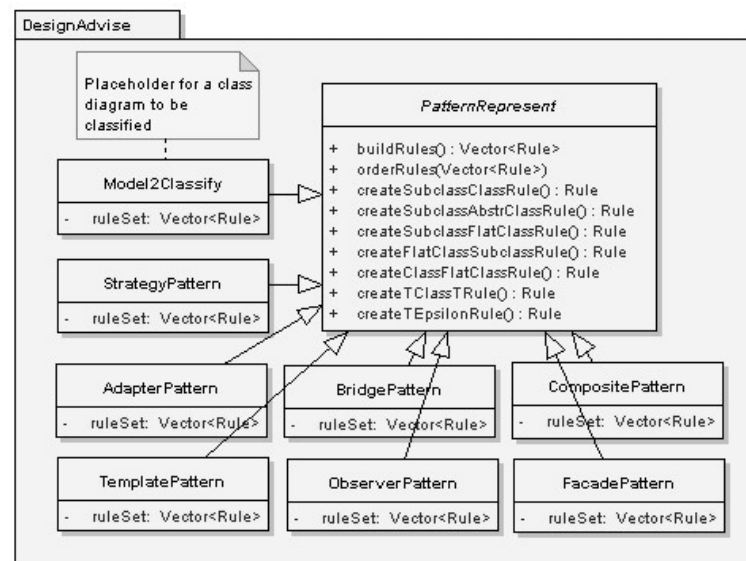 DesignAdvise
Placeholder for a class
diagram to be
classified
PatternRepresent
+ buildRules() : Vector<Rule>
+ orderRules(Vector<Rule>)
+ createSubclassClassRule() : Rule
+ createSubclassAbstrClassRule() : Rule
+ createSubclassFlatClassRule() : Rule
+ createFlatClassSubclassRule() : Rule
+ createClassFlatClassRule() : Rule
+ createTClassTRule() : Rule
+ createTEpsilonRule() : Rule
Model2Classify
- ruleSet: Vector<Rule>
StrategyPattern
- ruleSet: Vector<Rule>
AdapterPattern
- ruleSet: Vector<Rule>
BridgePattern
- ruleSet: Vector<Rule>
CompositePattern
- ruleSet: Vector<Rule>
TemplatePattern
- ruleSet: Vector<Rule>
ObserverPattern
- ruleSet: Vector<Rule>
FacadePattern
- ruleSet: Vector<Rule>